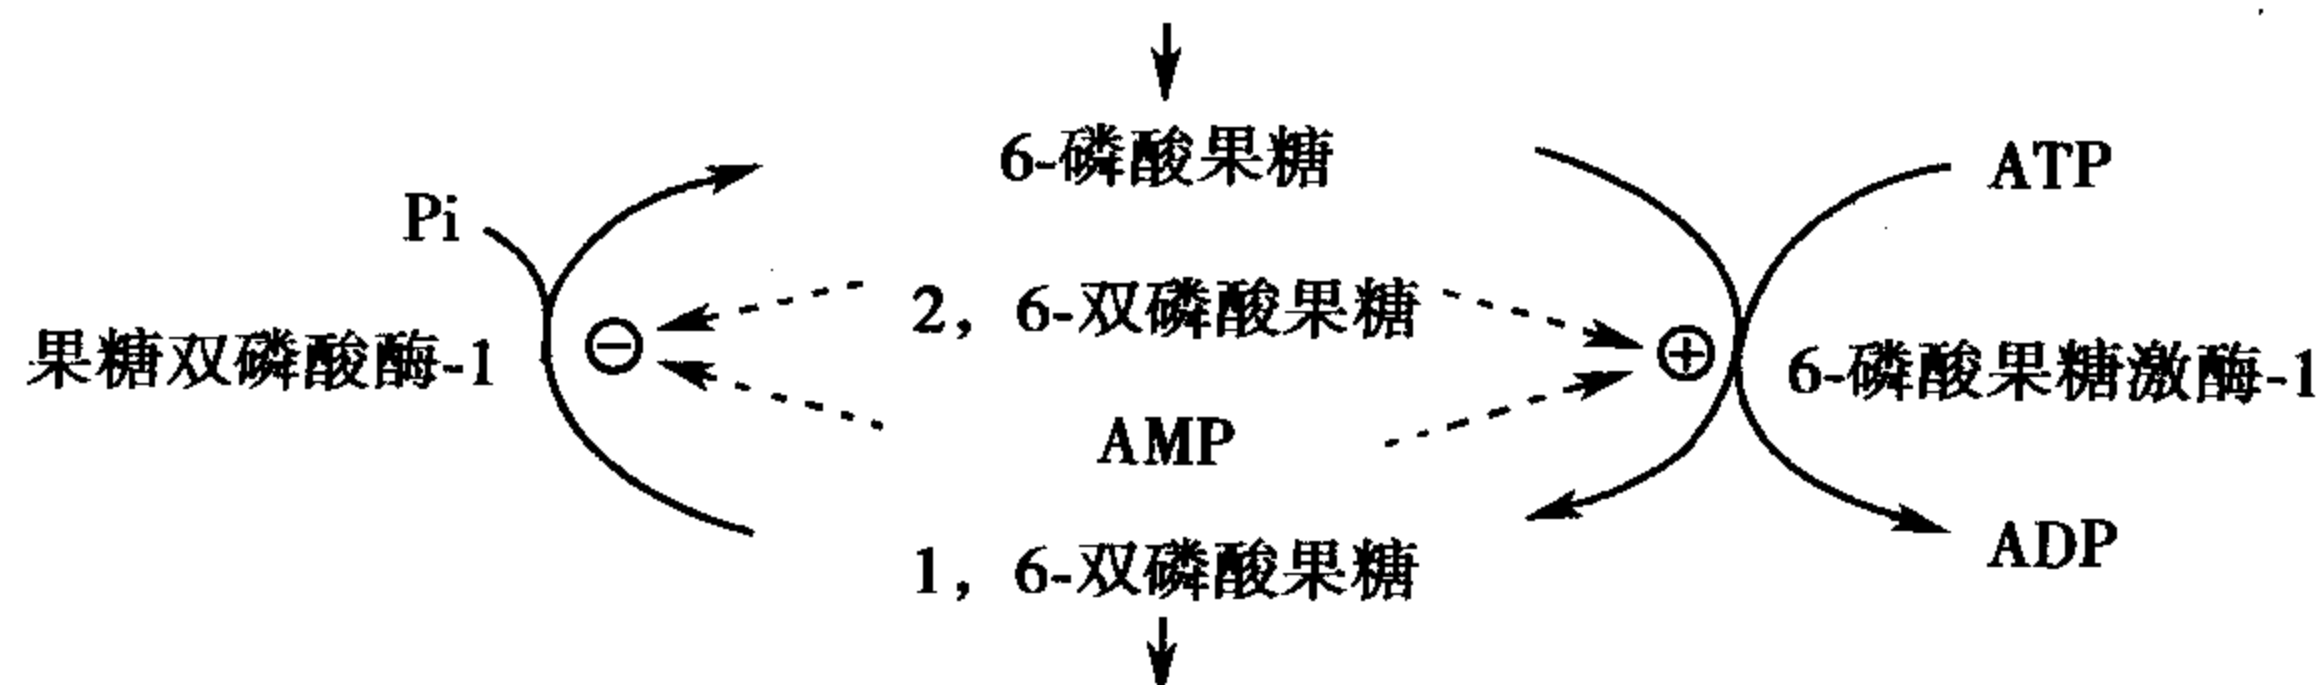 6-磷酸果糖
ATP
Pi
2，6-双磷酸果糖
果糖双磷酸酶-1
⊖
⊕
6-磷酸果糖激酶-1
AMP
1，6-双磷酸果糖
ADP